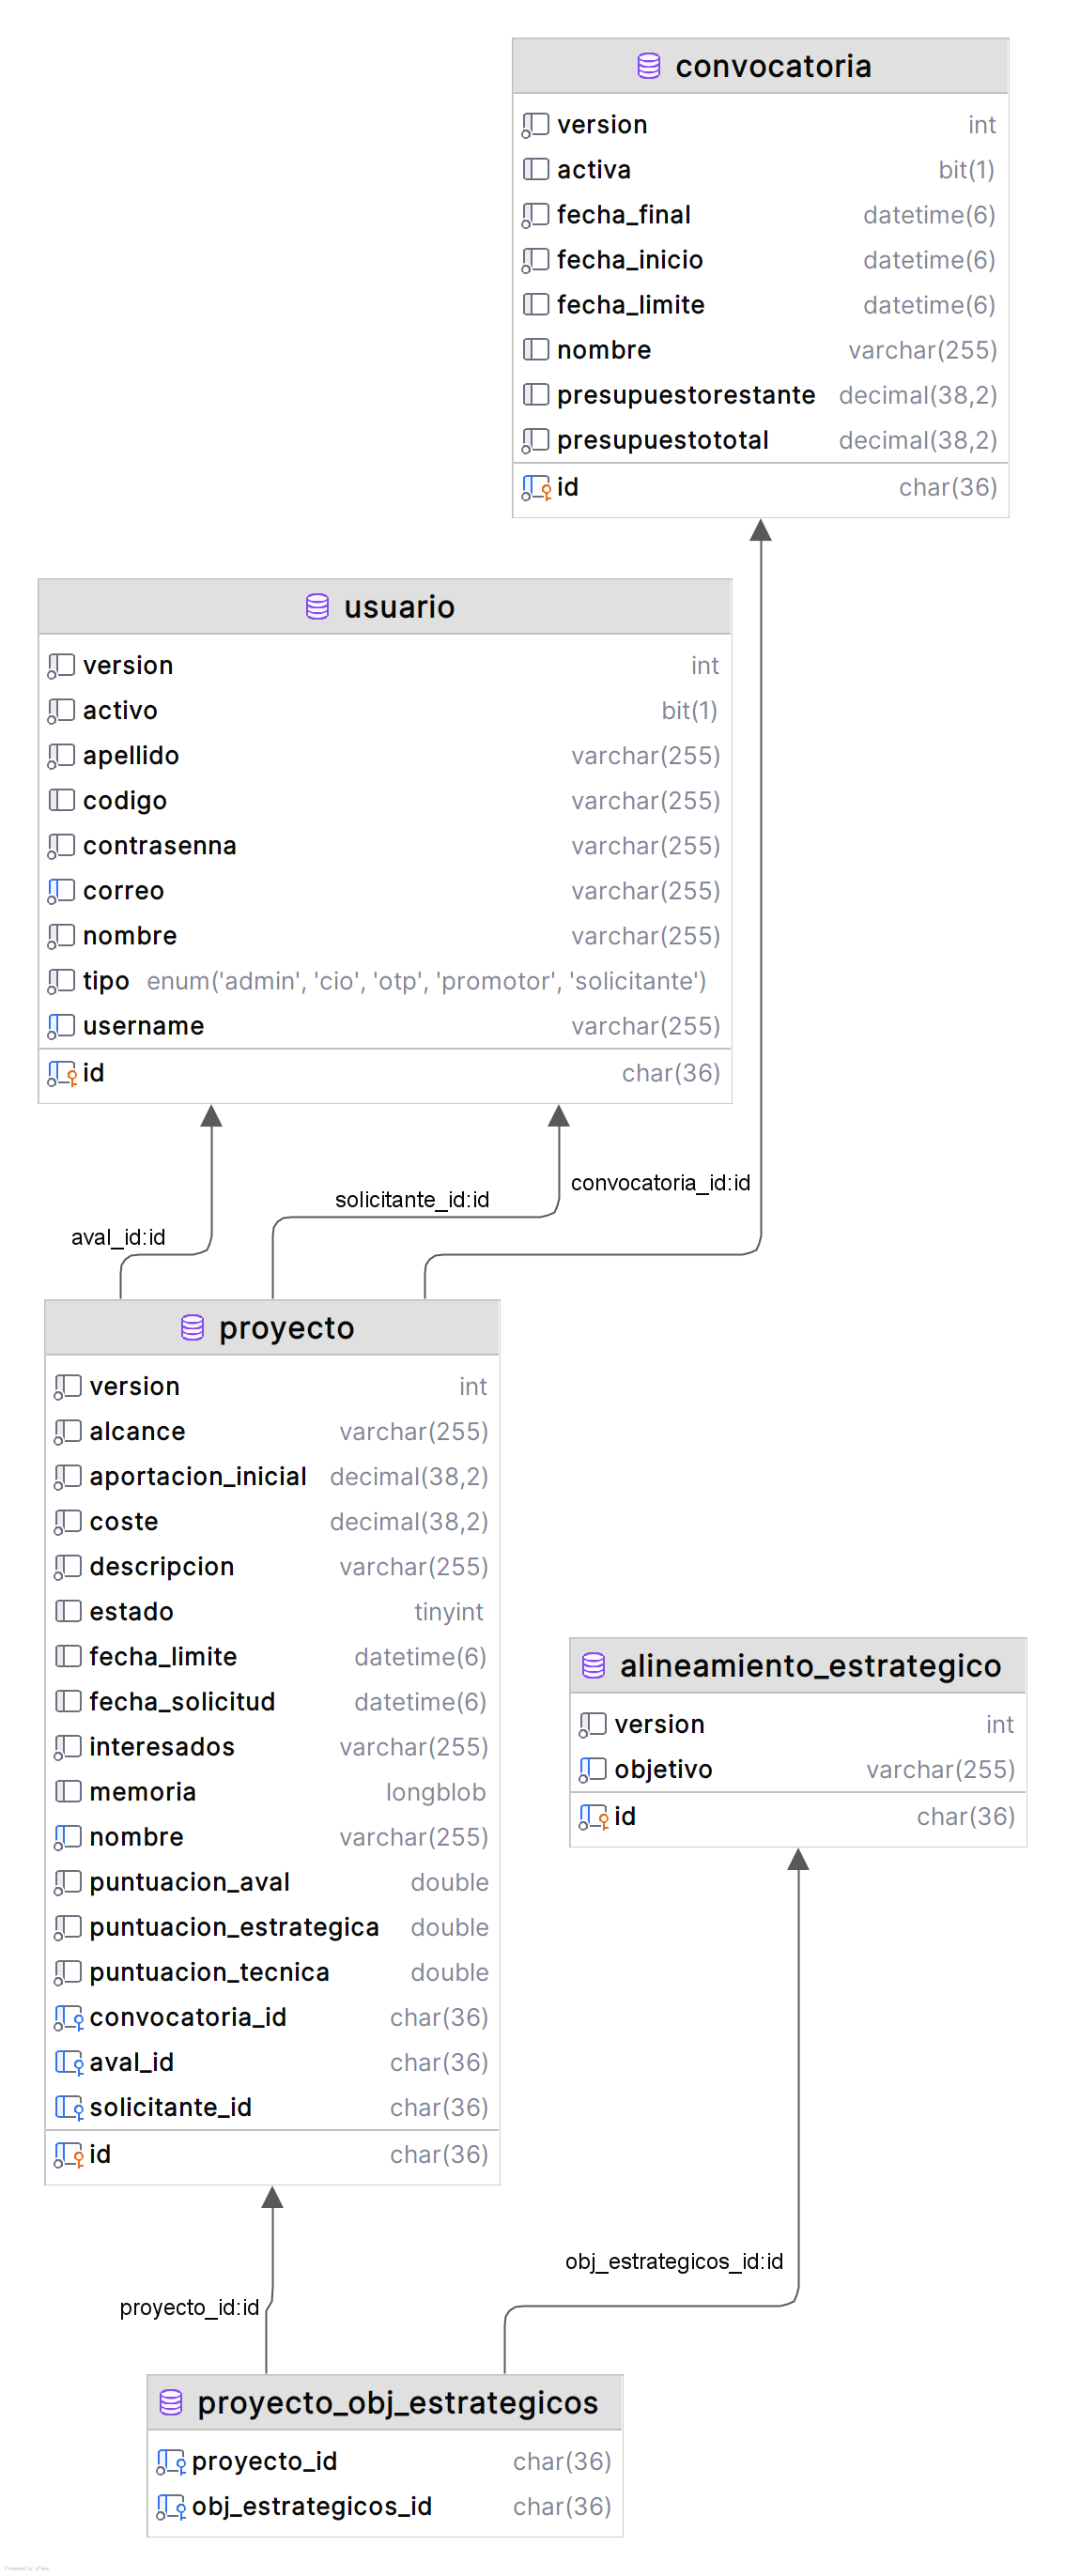 convocatoria
version int
activa bit(1)
fecha_final datetime(6)
fecha_inicio datetime(6)
fecha_limite datetime(6)
nombre varchar(255)
presupuestorestante decimal(38,2)
presupuestototal decimal(38,2)
id char(36)
usuario
version int
activo bit(1)
apellido varchar(255)
codigo varchar(255)
contrasenna varchar(255)
correo varchar(255)
nombre varchar(255)
tipo enum('admin', 'cio', 'otp', 'promotor', 'solicitante')
username varchar(255)
id char(36)
convocatoria_id:id
solicitante_id:id
aval_id:id
proyecto
version int
alcance varchar(255)
aportacion_inicial decimal(38,2)
coste decimal(38,2)
descripcion varchar(255)
estado tinyint
fecha_limite datetime(6)
fecha_solicitud datetime(6)
interesados varchar(255)
memoria longblob
nombre varchar(255)
puntuacion_aval double
puntuacion_estrategica double
puntuacion_tecnica double
convocatoria_id char(36)
aval_id char(36)
solicitante_id char(36)
id char(36)
alineamiento_estrategico
version int
objetivo varchar(255)
id char(36)
obj_estrategicos_id:id
proyecto_id:id
proyecto_obj_estrategicos
proyecto_id char(36)
obj_estrategicos_id char(36)
Powered by yFiles